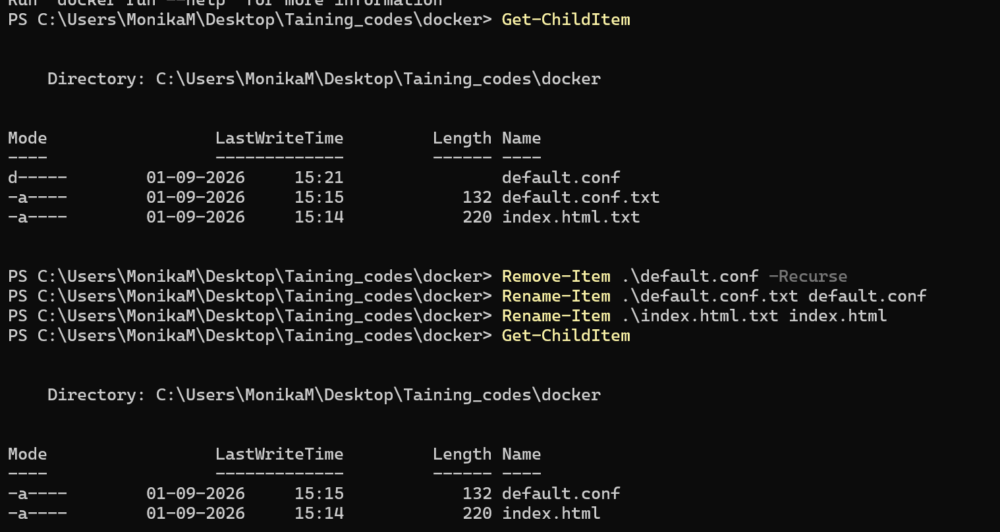 Run 'docker run --help' for more information
PS C:\Users\MonikaM\Desktop\Taining_codes\docker> Get-ChildItem
    Directory: C:\Users\MonikaM\Desktop\Taining_codes\docker
Mode                 LastWriteTime         Length Name
----                 -------------         ------ ----
d-----        01-09-2026     15:21                default.conf
-a----        01-09-2026     15:15            132 default.conf.txt
-a----        01-09-2026     15:14            220 index.html.txt
PS C:\Users\MonikaM\Desktop\Taining_codes\docker> Remove-Item .\default.conf -Recurse
PS C:\Users\MonikaM\Desktop\Taining_codes\docker> Rename-Item .\default.conf.txt default.conf
PS C:\Users\MonikaM\Desktop\Taining_codes\docker> Rename-Item .\index.html.txt index.html
PS C:\Users\MonikaM\Desktop\Taining_codes\docker> Get-ChildItem
    Directory: C:\Users\MonikaM\Desktop\Taining_codes\docker
Mode                 LastWriteTime         Length Name
----                 -------------         ------ ----
-a----        01-09-2026     15:15            132 default.conf
-a----        01-09-2026     15:14            220 index.html